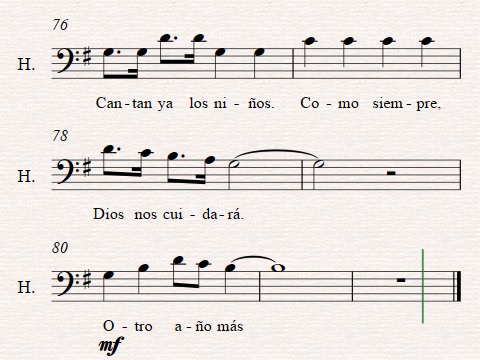 76
H.
Can - tan ya los ni - ños. Co - mo siem - pre,
78
H.
Dios nos cui - da - rá.
80
H.
O - tro a - ño más
mf